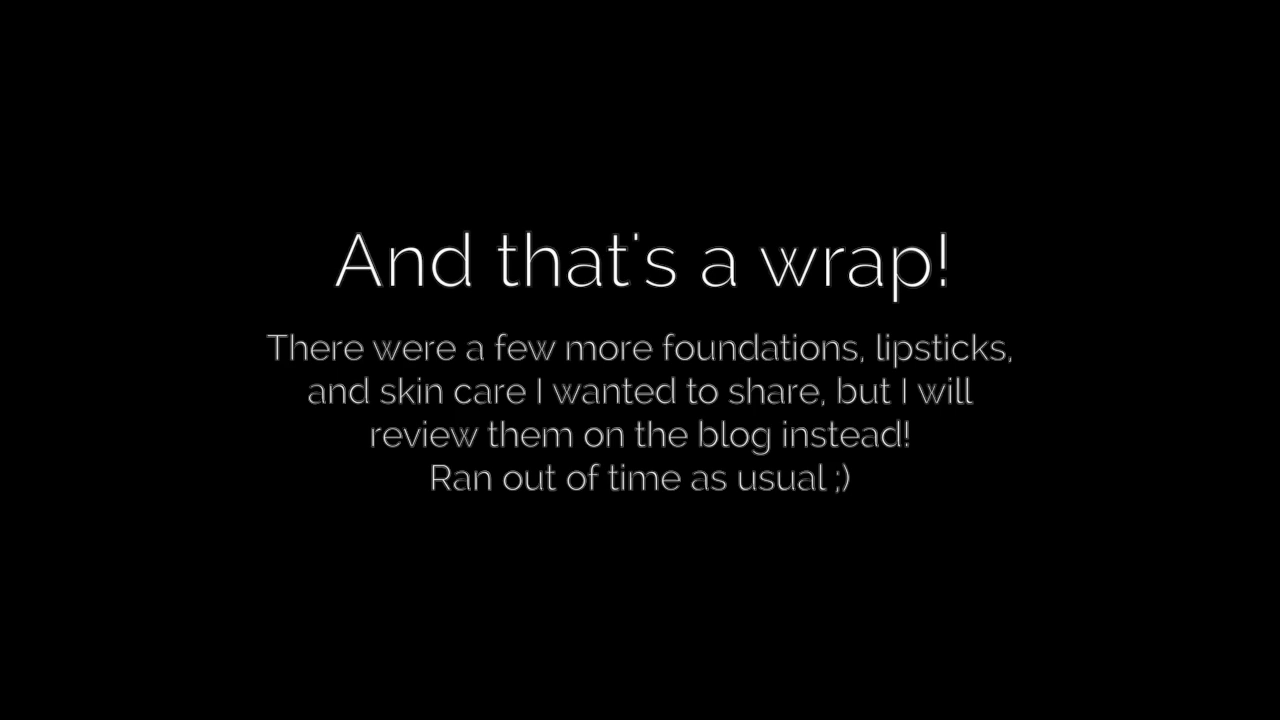 And that's a wrap!
There were a few more foundations, lipsticks,
and skin care I wanted to share, but I will
review them on the blog instead!
Ran out of time as usual ;)